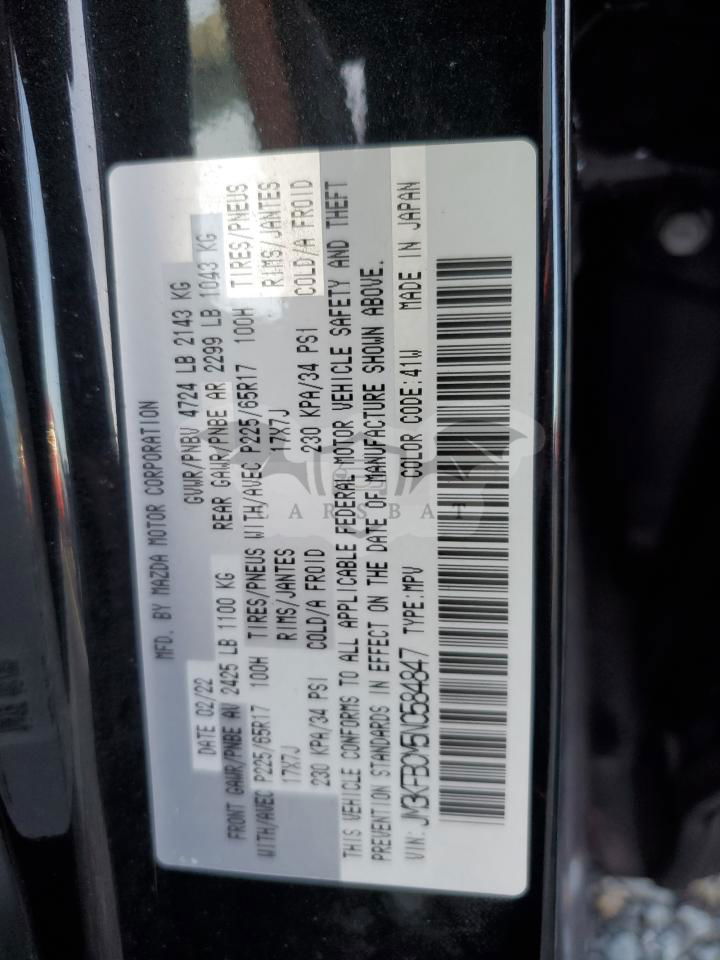 MFD. BY MAZDA MOTOR CORPORATION
DATE 02/22 GVWR/PNBV 4724 LB 2143 KG
FRONT GAWR/PNBE AV 2425 LB 1100 KG REAR GAWR/PNBE AR 2299 LB 1043 KG
WITH/AVEC P225/65R17 100H TIRES/PNEUS WITH/AVEC P225/65R17 100H TIRES/PNEUS
17X7J RIMS/JANTES 17X7J RIMS/JANTES
230 KPA/34 PSI COLD/A FROID 230 KPA/34 PSI COLD/A FROID
THIS VEHICLE CONFORMS TO ALL APPLICABLE FEDERAL MOTOR VEHICLE SAFETY AND THEFT
PREVENTION STANDARDS IN EFFECT ON THE DATE OF MANUFACTURE SHOWN ABOVE.
VIN: JM3KFBCM5N0584847 TYPE:MPV COLOR CODE:41W MADE IN JAPAN
CARSBAT